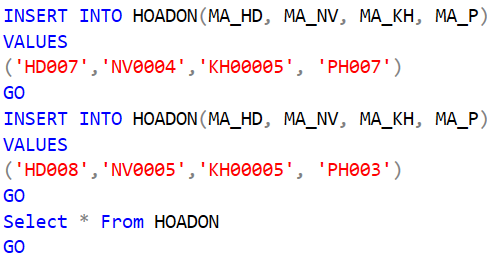 INSERT INTO HOADON(MA_HD, MA_NV, MA_KH, MA_P)
VALUES
('HD007','NV0004','KH00005', 'PH007')
GO
INSERT INTO HOADON(MA_HD, MA_NV, MA_KH, MA_P)
VALUES
('HD008','NV0005','KH00005', 'PH003')
GO
Select * From HOADON
GO